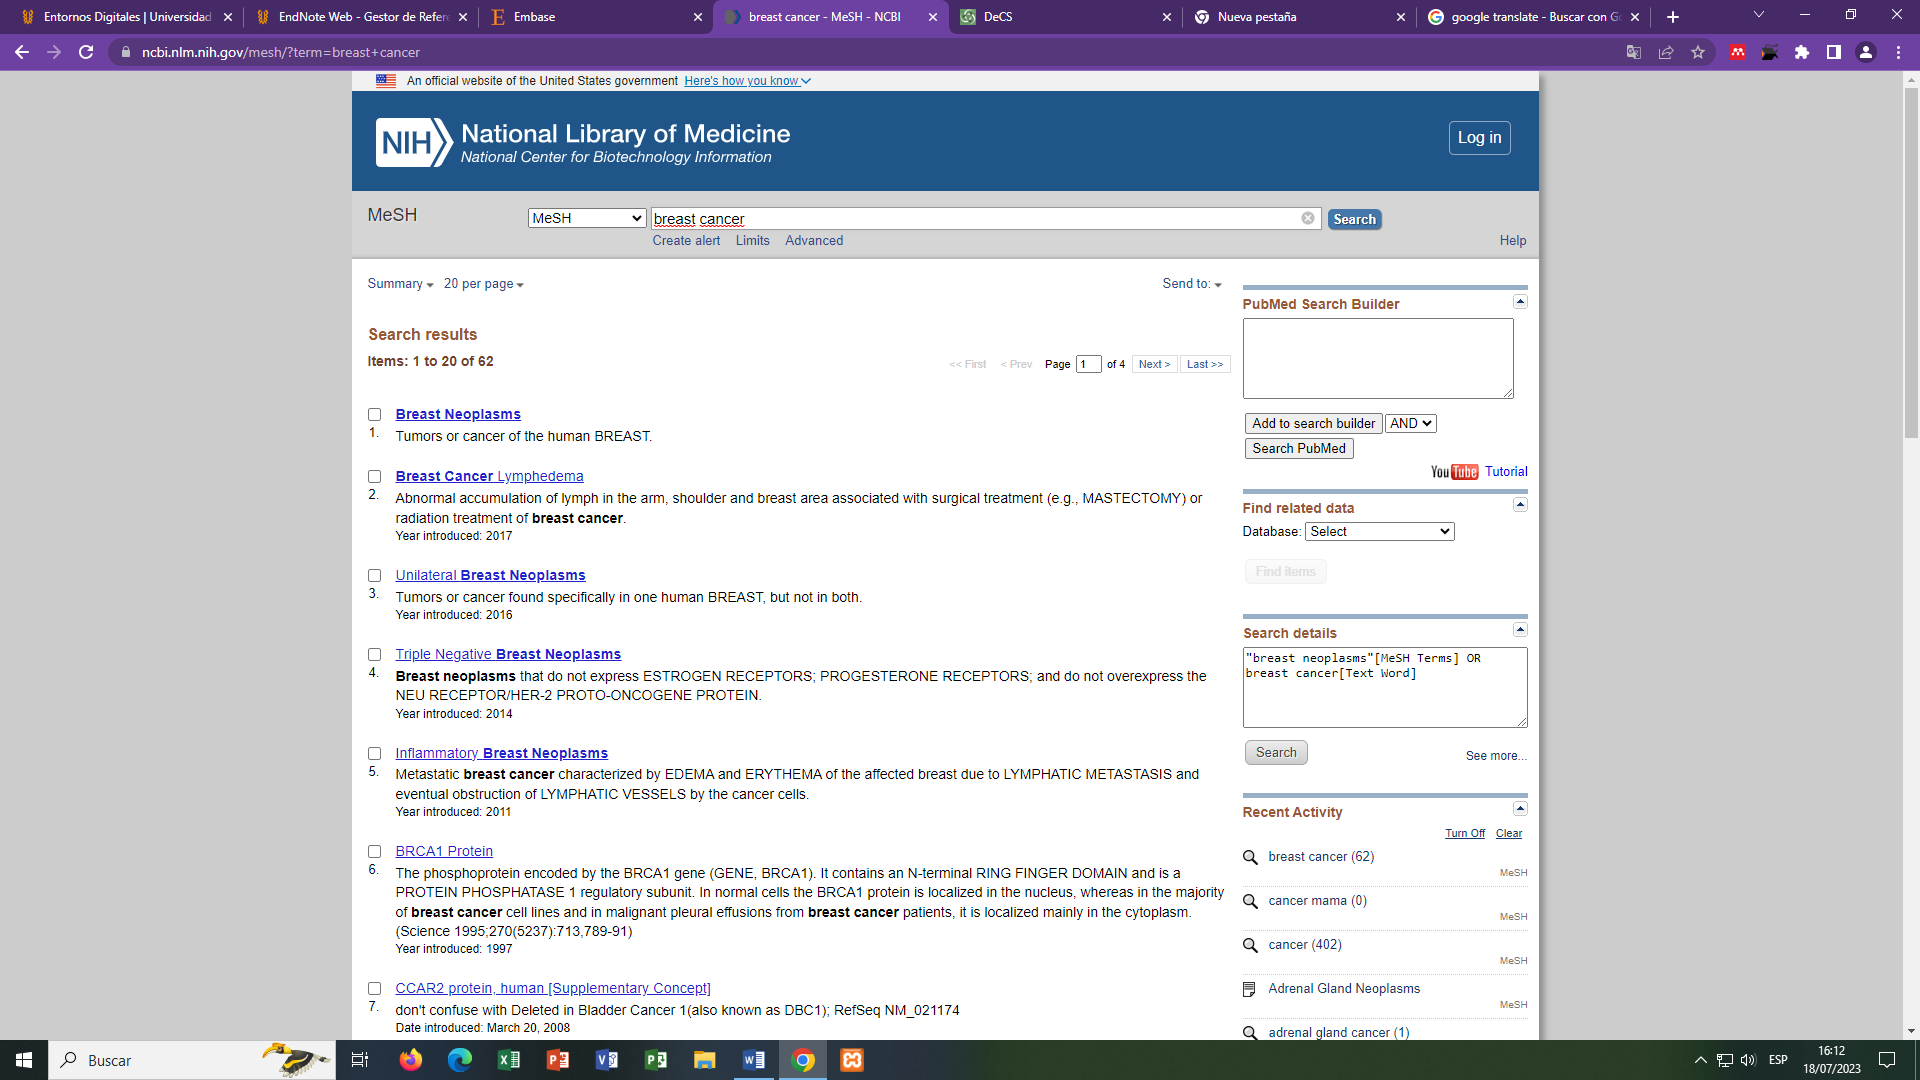 Entornos Digitales | Universidad
EndNote Web - Gestor de Refere
Embase
breast cancer - MeSH - NCBI
DeCS
Nueva pestaña
google translate - Buscar con G
ncbi.nlm.nih.gov/mesh/?term=breast+cancer
An official website of the United States government Here's how you know
NIH National Library of Medicine
National Center for Biotechnology Information
Log in
MeSH
MeSH
breast cancer
Search
Create alert Limits Advanced
Help
Summary 20 per page
Send to:
Search results
Items: 1 to 20 of 62
<< First < Prev Page 1 of 4 Next > Last >>
1. Breast Neoplasms
Tumors or cancer of the human BREAST.
2. Breast Cancer Lymphedema
Abnormal accumulation of lymph in the arm, shoulder and breast area associated with surgical treatment (e.g., MASTECTOMY) or
radiation treatment of breast cancer.
Year introduced: 2017
3. Unilateral Breast Neoplasms
Tumors or cancer found specifically in one human BREAST, but not in both.
Year introduced: 2016
4. Triple Negative Breast Neoplasms
Breast neoplasms that do not express ESTROGEN RECEPTORS; PROGESTERONE RECEPTORS; and do not overexpress the
NEU RECEPTOR/HER-2 PROTO-ONCOGENE PROTEIN.
Year introduced: 2014
5. Inflammatory Breast Neoplasms
Metastatic breast cancer characterized by EDEMA and ERYTHEMA of the affected breast due to LYMPHATIC METASTASIS and
eventual obstruction of LYMPHATIC VESSELS by the cancer cells.
Year introduced: 2011
6. BRCA1 Protein
The phosphoprotein encoded by the BRCA1 gene (GENE, BRCA1). It contains an N-terminal RING FINGER DOMAIN and is a
PROTEIN PHOSPHATASE 1 regulatory subunit. In normal cells the BRCA1 protein is localized in the nucleus, whereas in the majority
of breast cancer cell lines and in malignant pleural effusions from breast cancer patients, it is localized mainly in the cytoplasm.
(Science 1995;270(5237):713,789-91)
Year introduced: 1997
7. CCAR2 protein, human [Supplementary Concept]
don't confuse with Deleted in Bladder Cancer 1(also known as DBC1); RefSeq NM_021174
Date introduced: March 20, 2008
PubMed Search Builder
Add to search builder AND
Search PubMed
YouTube Tutorial
Find related data
Database: Select
Find items
Search details
"breast neoplasms"[MeSH Terms] OR
breast cancer[Text Word]
Search
See more...
Recent Activity
Turn Off Clear
breast cancer (62)
MeSH
cancer mama (0)
MeSH
cancer (402)
MeSH
Adrenal Gland Neoplasms
MeSH
adrenal gland cancer (1)
Buscar
ESP
16:12
18/07/2023